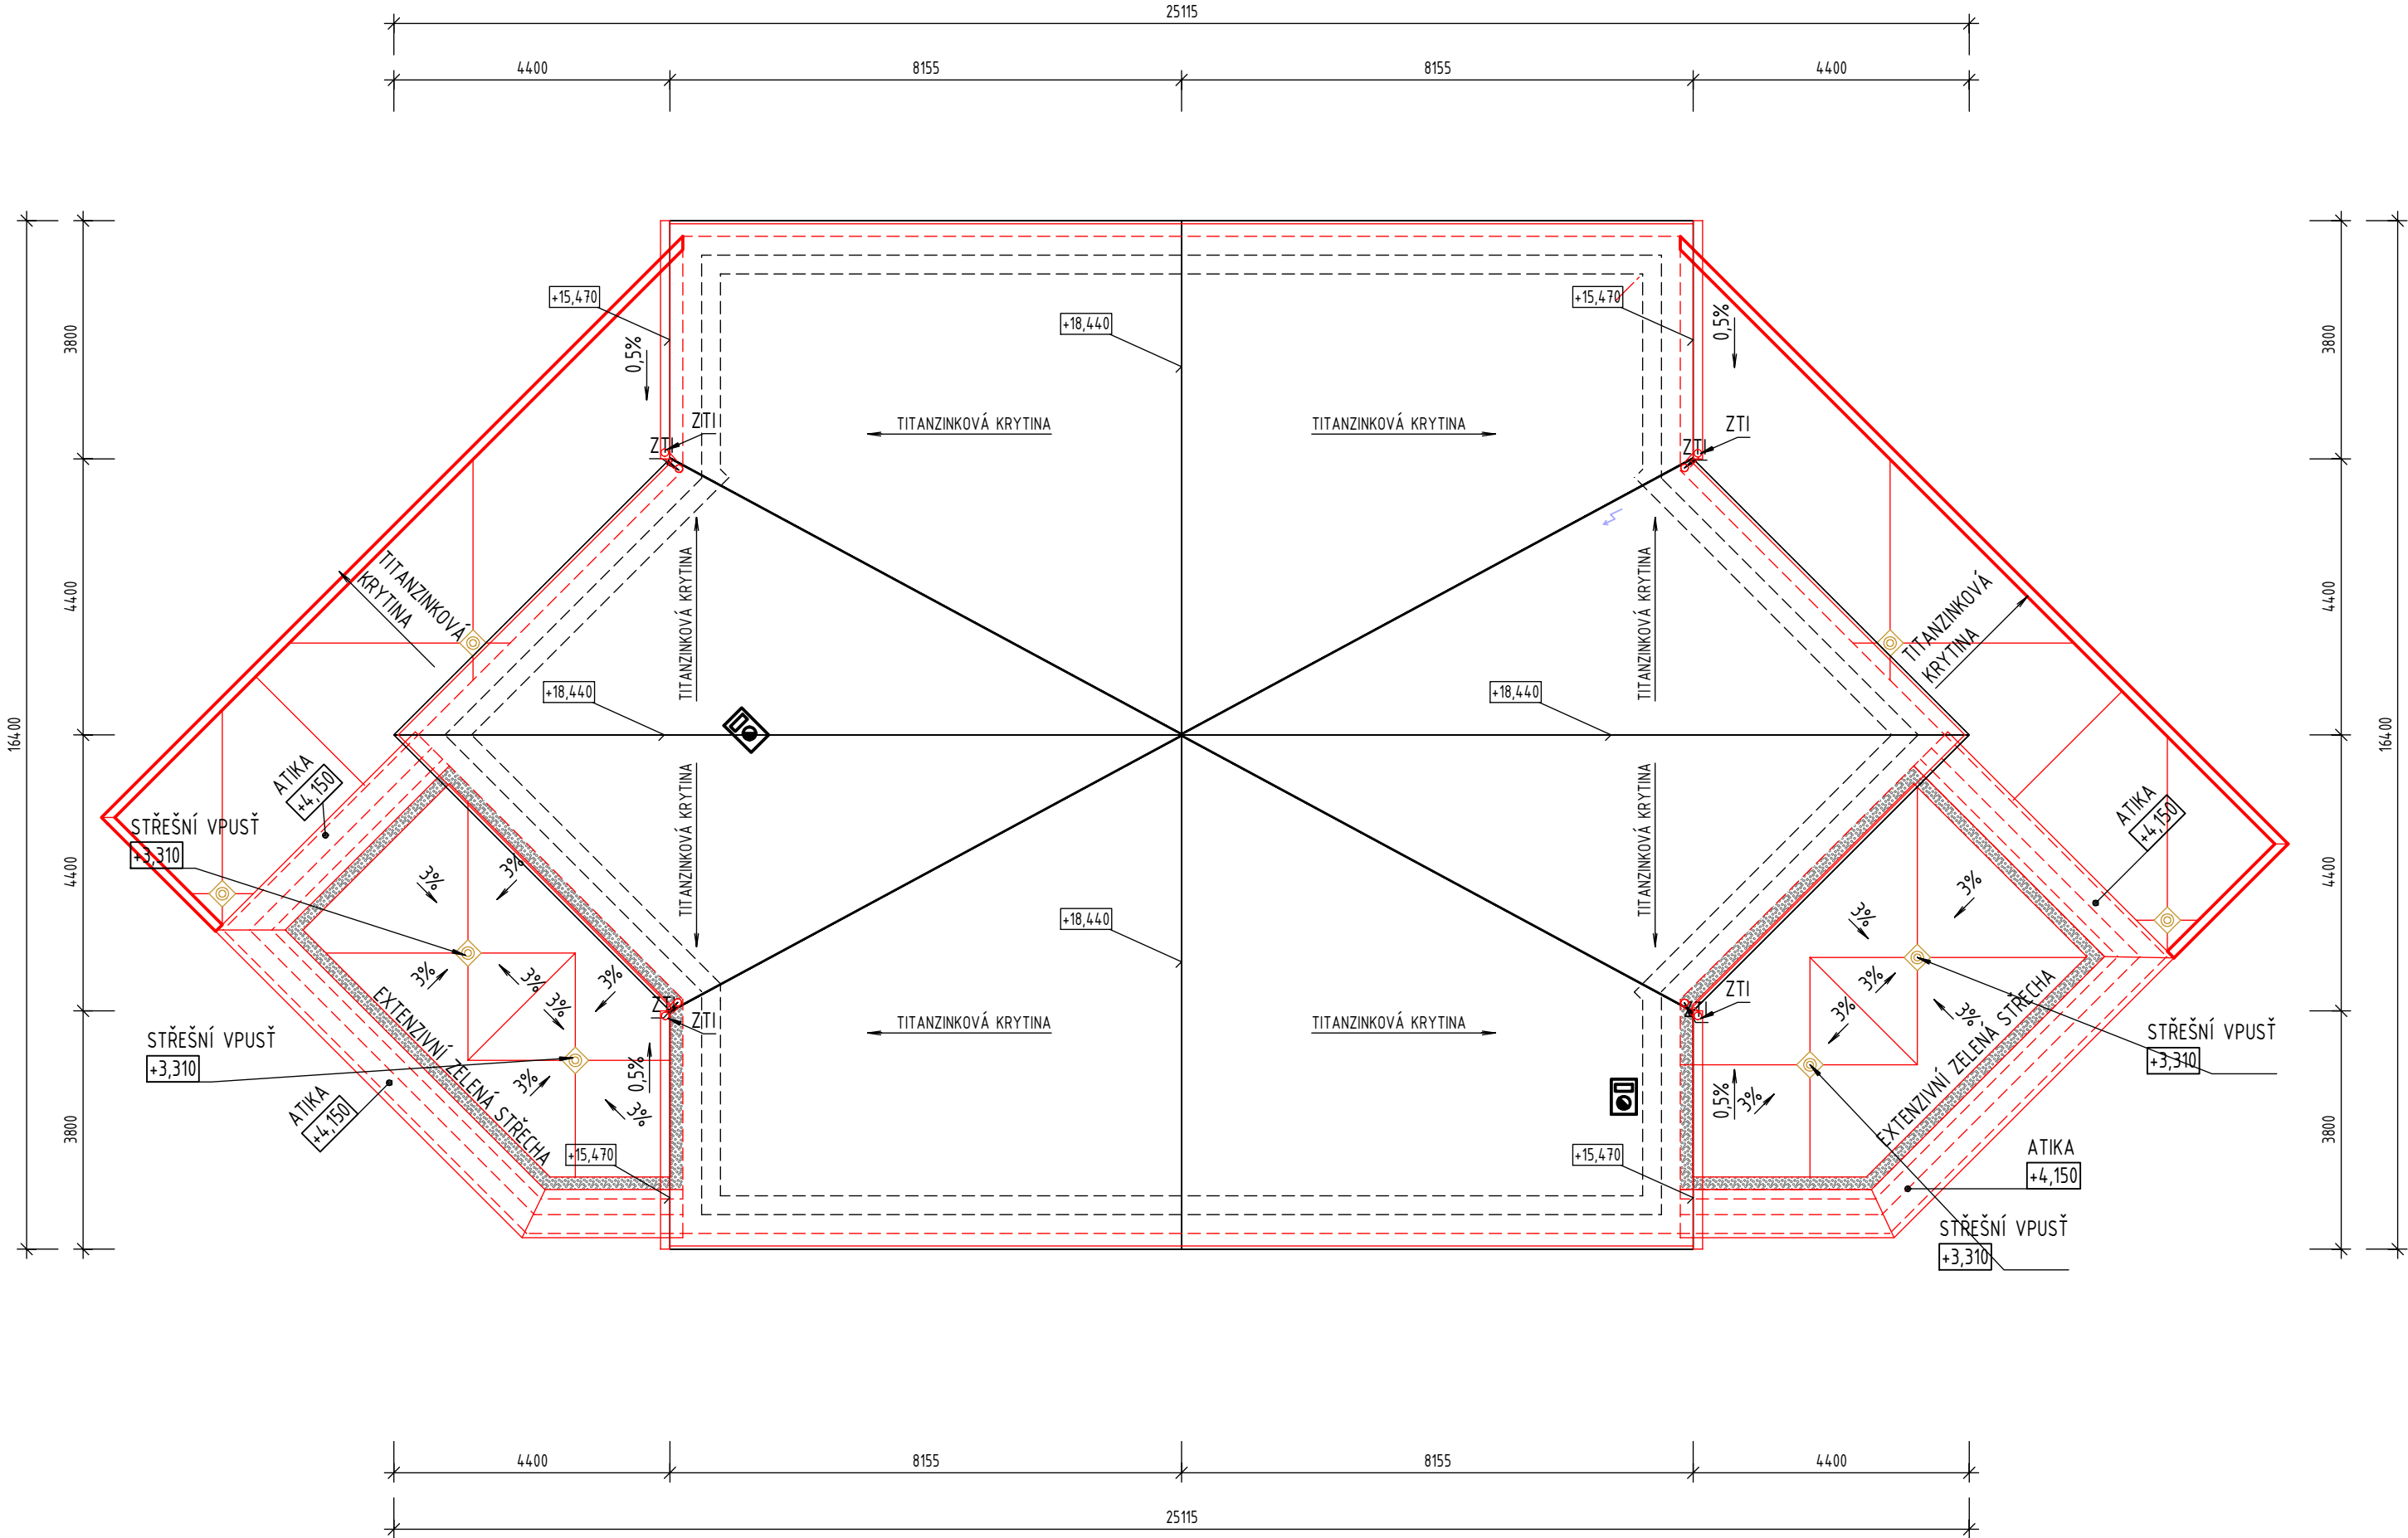 25115
4400
8155
8155
4400
+15,470
+15,470
+18,440
0,5%
0,5%
3800
3800
TITANZINKOVÁ KRYTINA
TITANZINKOVÁ KRYTINA
ZTI
ZTI
ZTI
ZTI
TITANZINKOVÁ
KRYTINA
TITANZINKOVÁ
KRYTINA
4400
4400
TITANZINKOVÁ KRYTINA
TITANZINKOVÁ KRYTINA
+18,440
+18,440
16400
16400
ATIKA
+4,150
ATIKA
+4,150
STŘEŠNÍ VPUSŤ
+3,310
TITANZINKOVÁ KRYTINA
TITANZINKOVÁ KRYTINA
4400
4400
3%
3%
3%
3%
+18,440
3%
3%
3%
3%
3%
3%
3%
3%
EXTENZIVNÍ ZELENÁ STŘECHA
EXTENZIVNÍ ZELENÁ STŘECHA
ZTI
ZTI
ZTI
ZTI
TITANZINKOVÁ KRYTINA
TITANZINKOVÁ KRYTINA
STŘEŠNÍ VPUSŤ
+3,310
STŘEŠNÍ VPUSŤ
+3,310
0,5%
0,5%
3%
3%
3%
ATIKA
+4,150
3800
3800
+15,470
+15,470
ATIKA
+4,150
STŘEŠNÍ VPUSŤ
+3,310
4400
8155
8155
4400
25115